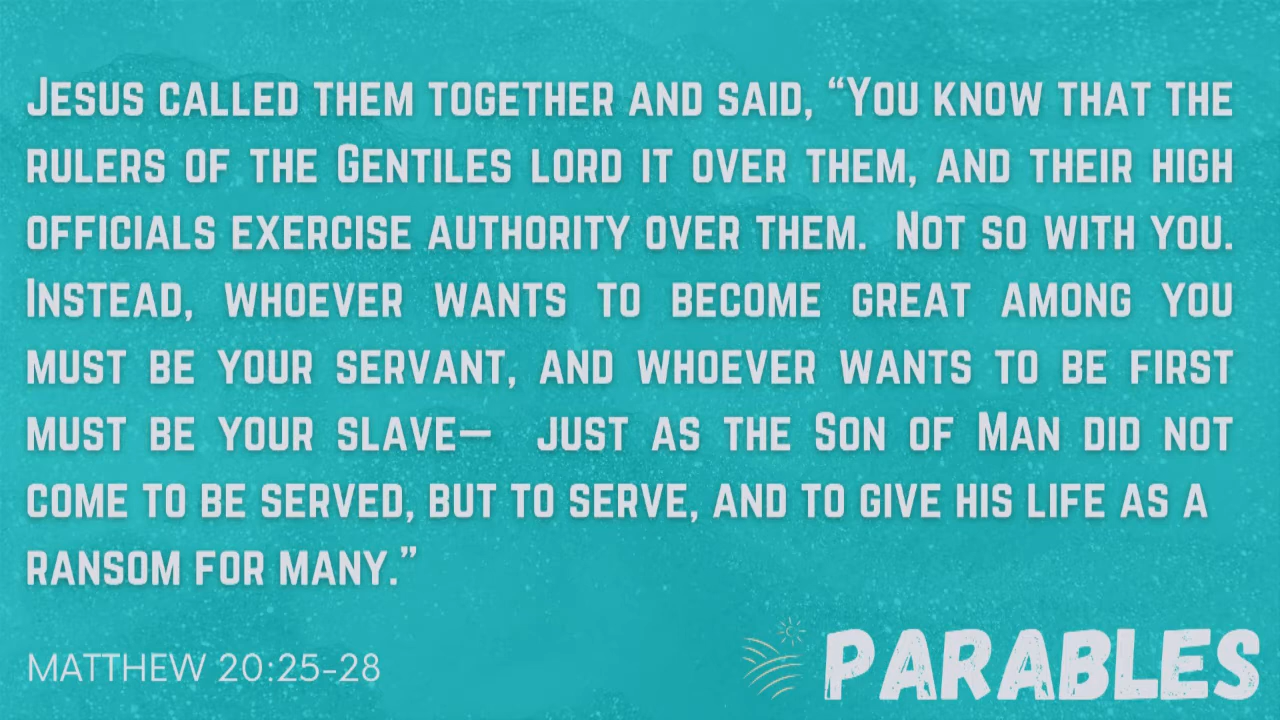 Jesus called them together and said, “You know that the
rulers of the Gentiles lord it over them, and their high
officials exercise authority over them. Not so with you.
Instead, whoever wants to become great among you
must be your servant, and whoever wants to be first
must be your slave— just as the Son of Man did not
come to be served, but to serve, and to give his life as a
ransom for many.”
MATTHEW 20:25-28
PARABLES